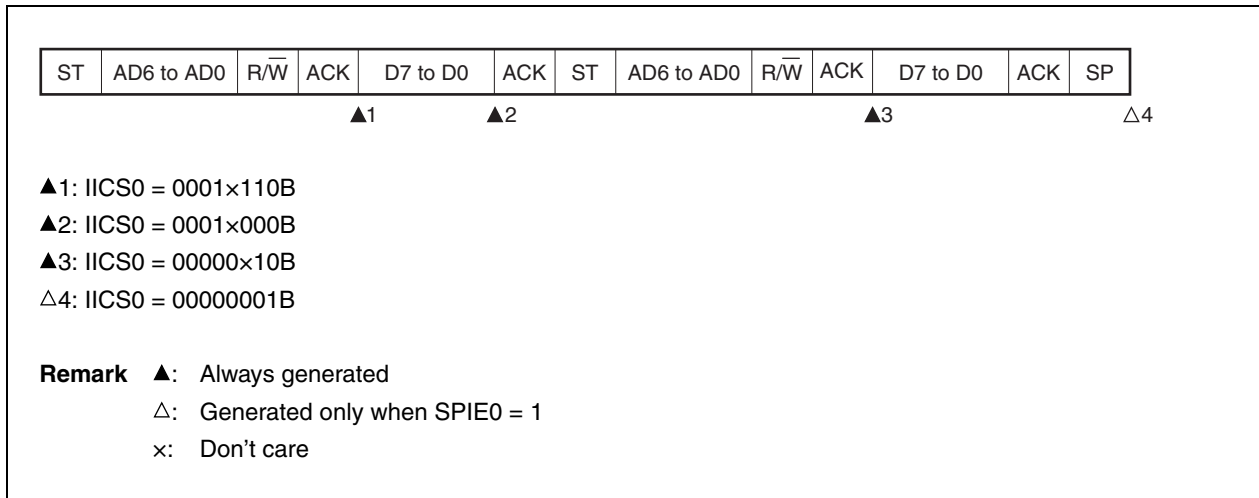 ST AD6 to AD0 R/W̅ ACK D7 to D0 ACK ST AD6 to AD0 R/W̅ ACK D7 to D0 ACK SP
▲1 ▲2 ▲3 △4
▲1: IICS0 = 0001×110B
▲2: IICS0 = 0001×000B
▲3: IICS0 = 00000×10B
△4: IICS0 = 00000001B
Remark ▲: Always generated
△: Generated only when SPIE0 = 1
×: Don't care